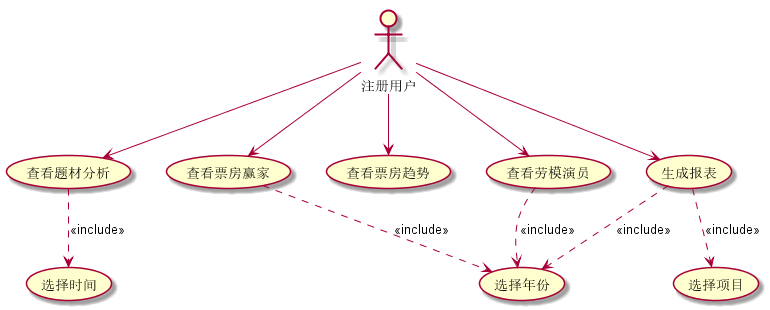 注册用户
查看题材分析
查看票房赢家
查看票房趋势
查看劳模演员
生成报表
«include»
«include»
«include»
«include»
«include»
选择时间
选择年份
选择项目